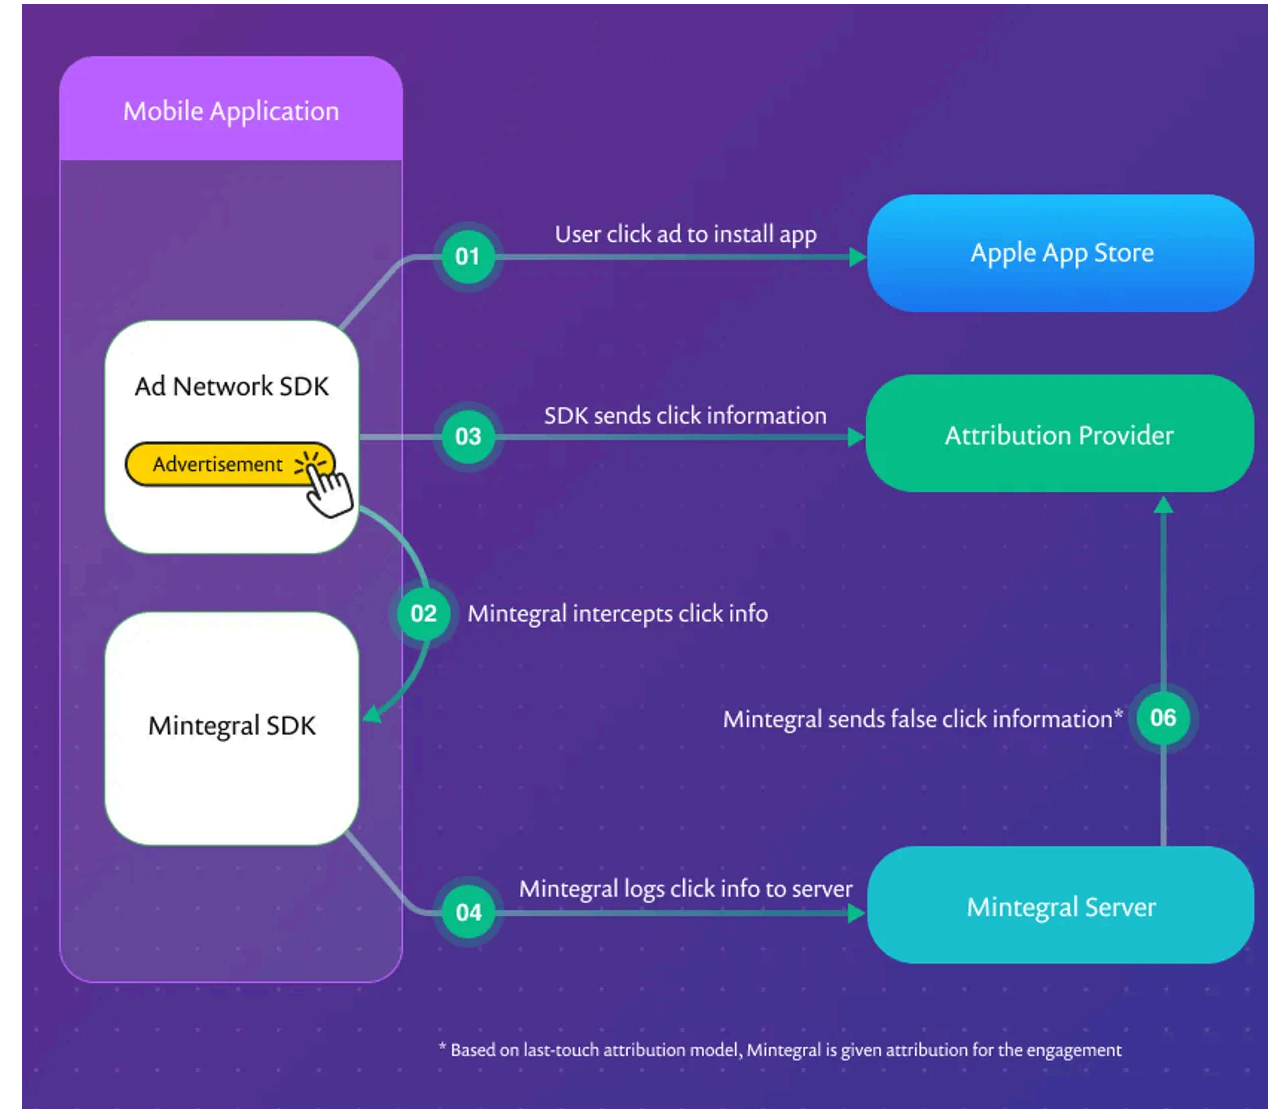 Mobile Application
01
User click ad to install app
Apple App Store
Ad Network SDK
Advertisement
03
SDK sends click information
Attribution Provider
02
Mintegral intercepts click info
Mintegral SDK
Mintegral sends false click information*
06
04
Mintegral logs click info to server
Mintegral Server
* Based on last-touch attribution model, Mintegral is given attribution for the engagement